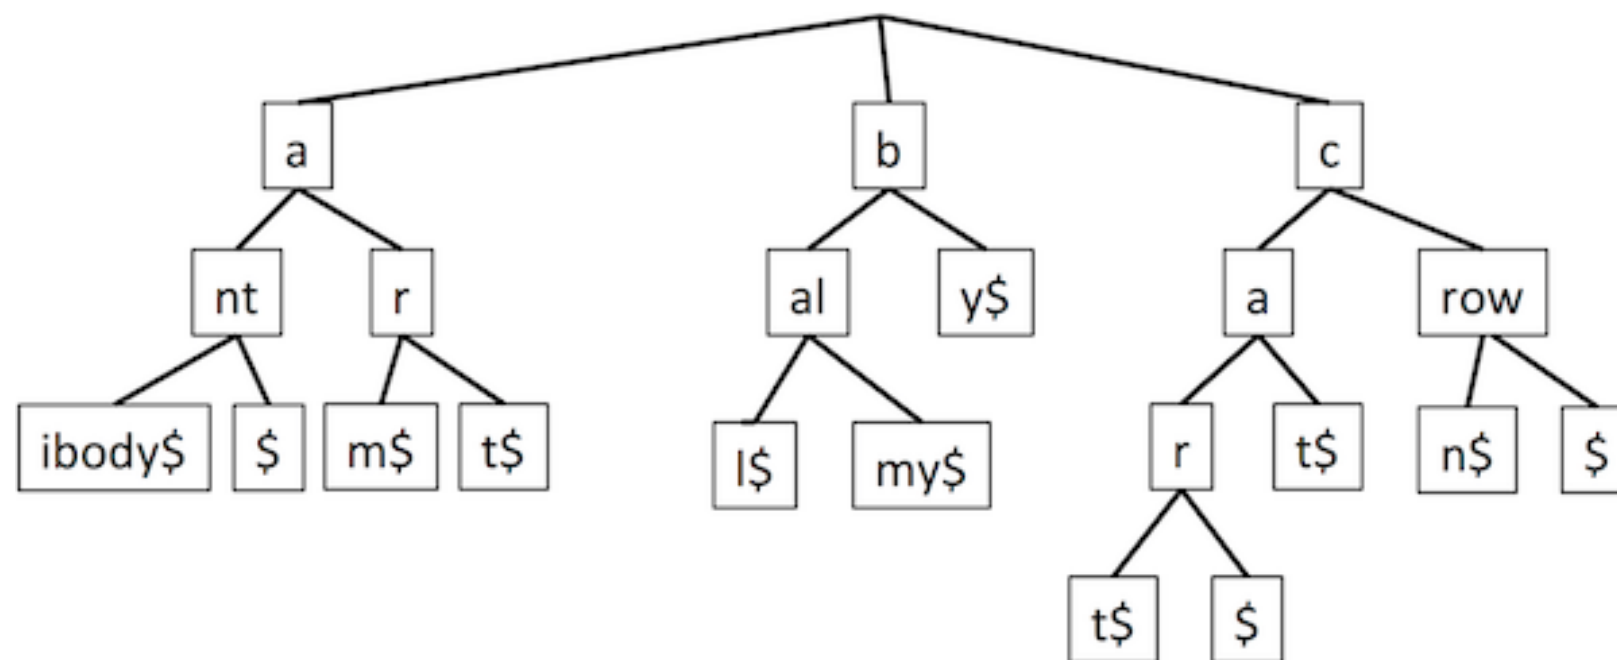 a b c
nt r al y$ a row
ibody$ $ m$ t$ l$ my$ r t$ n$ $
t$ $